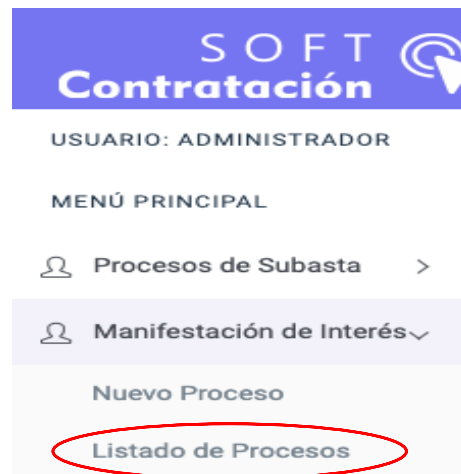 SOFT
Contratación
USUARIO: ADMINISTRADOR
MENÚ PRINCIPAL
Procesos de Subasta
Manifestación de Interés
Nuevo Proceso
Listado de Procesos